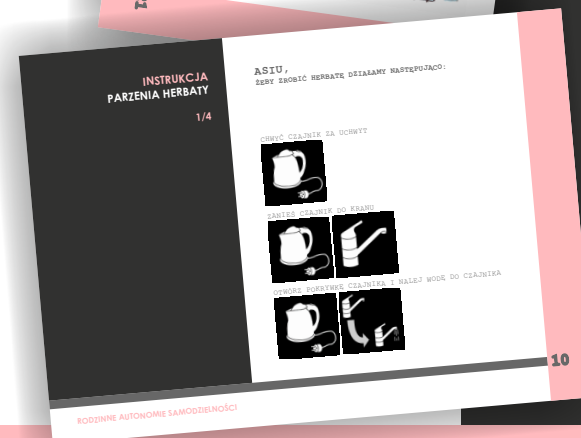 INSTRUKCJA
PARZENIA HERBATY
1/4
ASIU,
ŻEBY ZROBIĆ HERBATĘ DZIAŁAMY NASTĘPUJĄCO:
CHWYĆ CZAJNIK ZA UCHWYT
ZANIEŚ CZAJNIK DO KRANU
OTWÓRZ POKRYWKĘ CZAJNIKA I NALEJ WODĘ DO CZAJNIKA
10
RODZINNE AUTONOMIE SAMODZIELNOŚCI